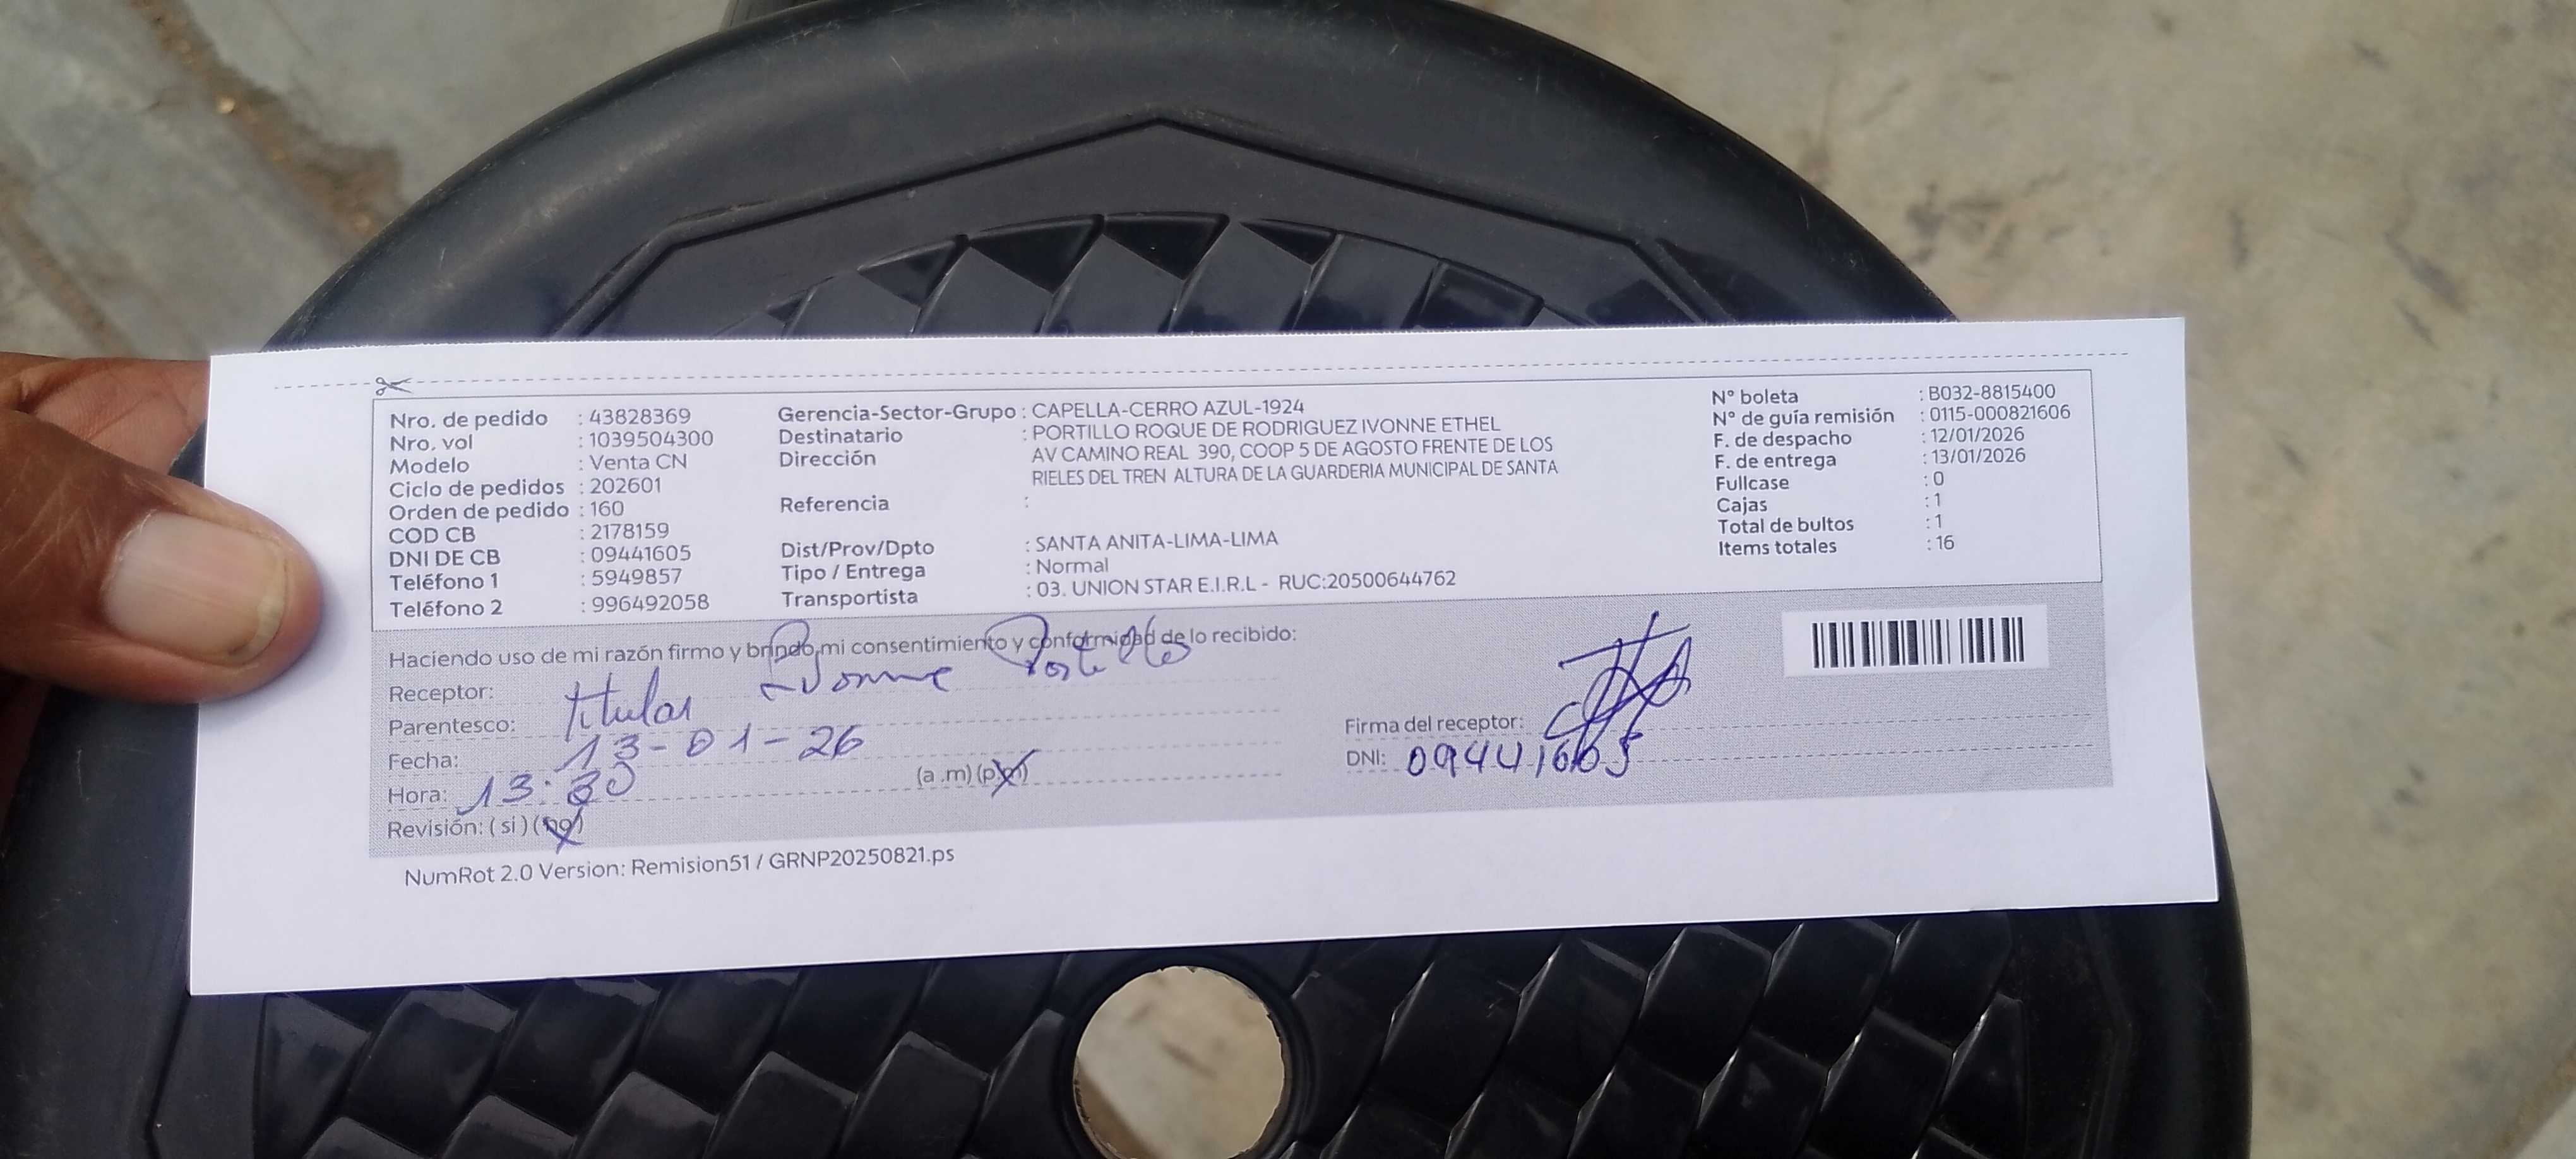 Nro. de pedido : 43828369
Nro. vol : 1039504300
Modelo : Venta CN
Ciclo de pedidos : 202601
Orden de pedido : 160
COD CB : 2178159
DNI DE CB : 09441605
Teléfono 1 : 5949857
Teléfono 2 : 996492058
Gerencia-Sector-Grupo : CAPELLA-CERRO AZUL-1924
Destinatario : PORTILLO ROQUE DE RODRIGUEZ IVONNE ETHEL
Dirección : AV CAMINO REAL 390, COOP 5 DE AGOSTO FRENTE DE LOS
RIELES DEL TREN ALTURA DE LA GUARDERIA MUNICIPAL DE SANTA
Referencia :
Dist/Prov/Dpto : SANTA ANITA-LIMA-LIMA
Tipo / Entrega : Normal
Transportista : 03. UNION STAR E.I.R.L - RUC:20500644762
N° boleta : B032-8815400
N° de guía remisión : 0115-000821606
F. de despacho : 12/01/2026
F. de entrega : 13/01/2026
Fullcase : 0
Cajas : 1
Total de bultos : 1
Items totales : 16
Haciendo uso de mi razón firmo y brindo mi consentimiento y conformidad de lo recibido:
Receptor: Ivonne Portillo
Parentesco: titular
Fecha: 13-01-26
Hora: 13:30 (a .m) (p.m)
Revisión: ( si ) (no)
Firma del receptor:
DNI: 09441605
NumRot 2.0 Version: Remision51 / GRNP20250821.ps